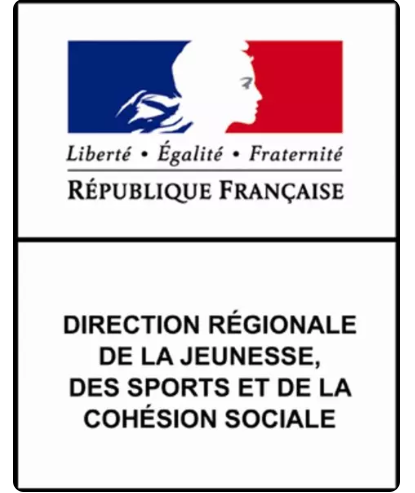 Liberté • Égalité • Fraternité
RÉPUBLIQUE FRANÇAISE
DIRECTION RÉGIONALE
DE LA JEUNESSE,
DES SPORTS ET DE LA
COHÉSION SOCIALE